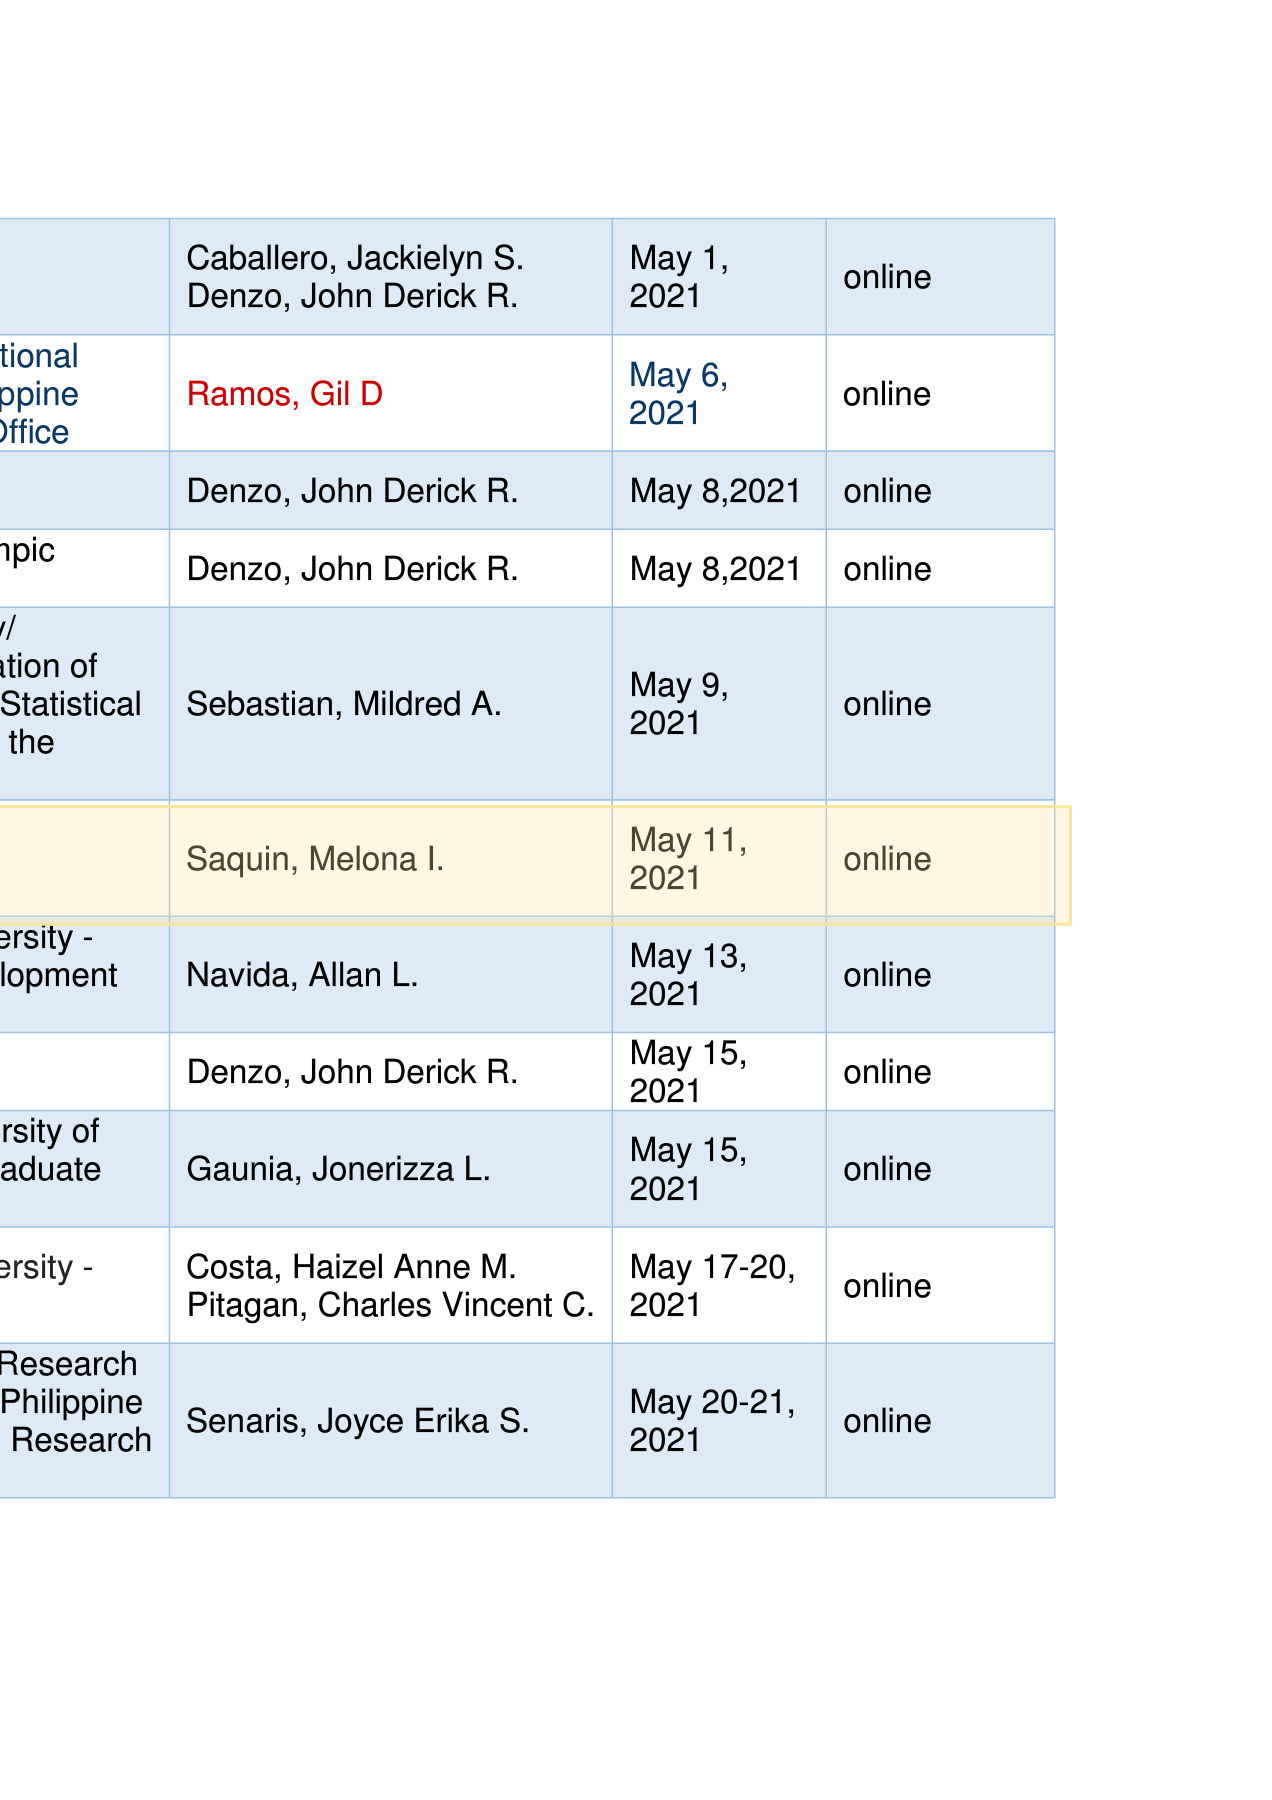 Caballero, Jackielyn S.
Denzo, John Derick R.
May 1,
2021
online
tional
ppine
Office
Ramos, Gil D
May 6,
2021
online
Denzo, John Derick R.
May 8,2021
online
mpic
Denzo, John Derick R.
May 8,2021
online
y/
ation of
Statistical
the
Sebastian, Mildred A.
May 9,
2021
online
Saquin, Melona I.
May 11,
2021
online
ersity -
lopment
Navida, Allan L.
May 13,
2021
online
Denzo, John Derick R.
May 15,
2021
online
rsity of
aduate
Gaunia, Jonerizza L.
May 15,
2021
online
ersity -
Costa, Haizel Anne M.
Pitagan, Charles Vincent C.
May 17-20,
2021
online
Research
Philippine
Research
Senaris, Joyce Erika S.
May 20-21,
2021
online